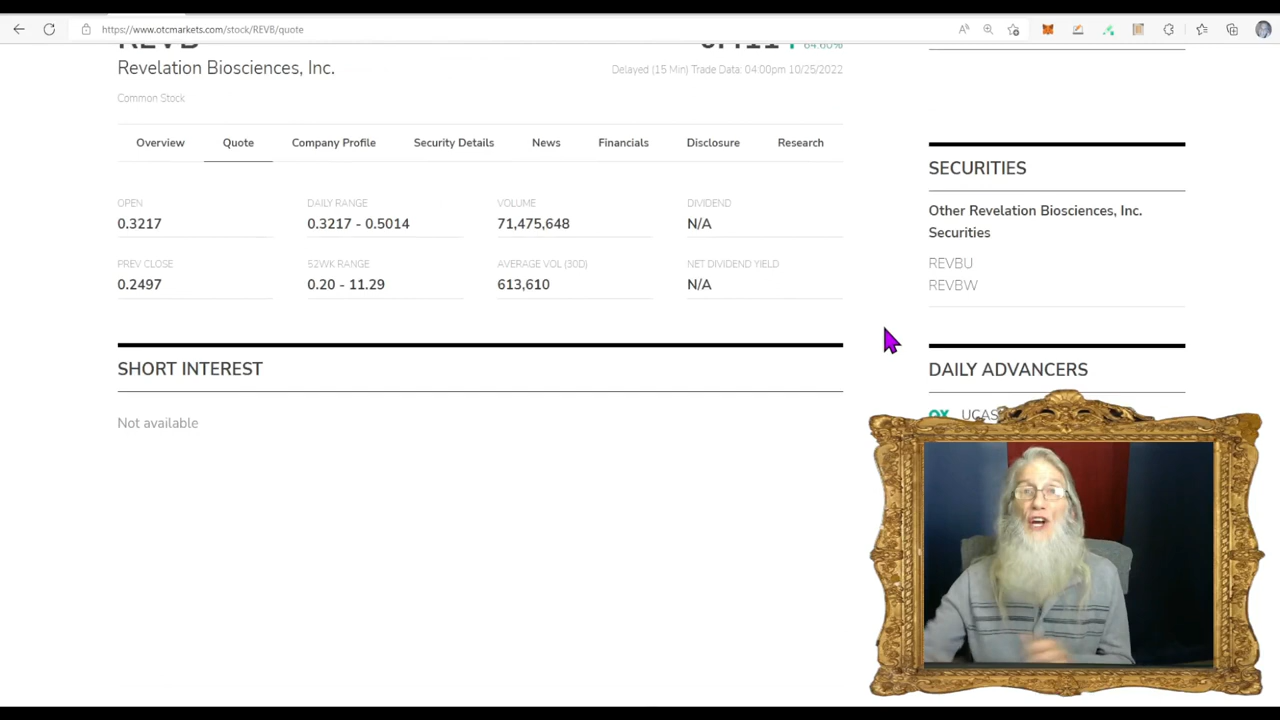 https://www.otcmarkets.com/stock/REVB/quote
REVB
64.60%
Revelation Biosciences, Inc.
Delayed (15 Min) Trade Data: 04:00pm 10/25/2022
Common Stock
Overview Quote Company Profile Security Details News Financials Disclosure Research
OPEN DAILY RANGE VOLUME DIVIDEND
0.3217 0.3217 - 0.5014 71,475,648 N/A
PREV CLOSE 52WK RANGE AVERAGE VOL (30D) NET DIVIDEND YIELD
0.2497 0.20 - 11.29 613,610 N/A
SHORT INTEREST
Not available
SECURITIES
Other Revelation Biosciences, Inc.
Securities
REVBU
REVBW
DAILY ADVANCERS
QX